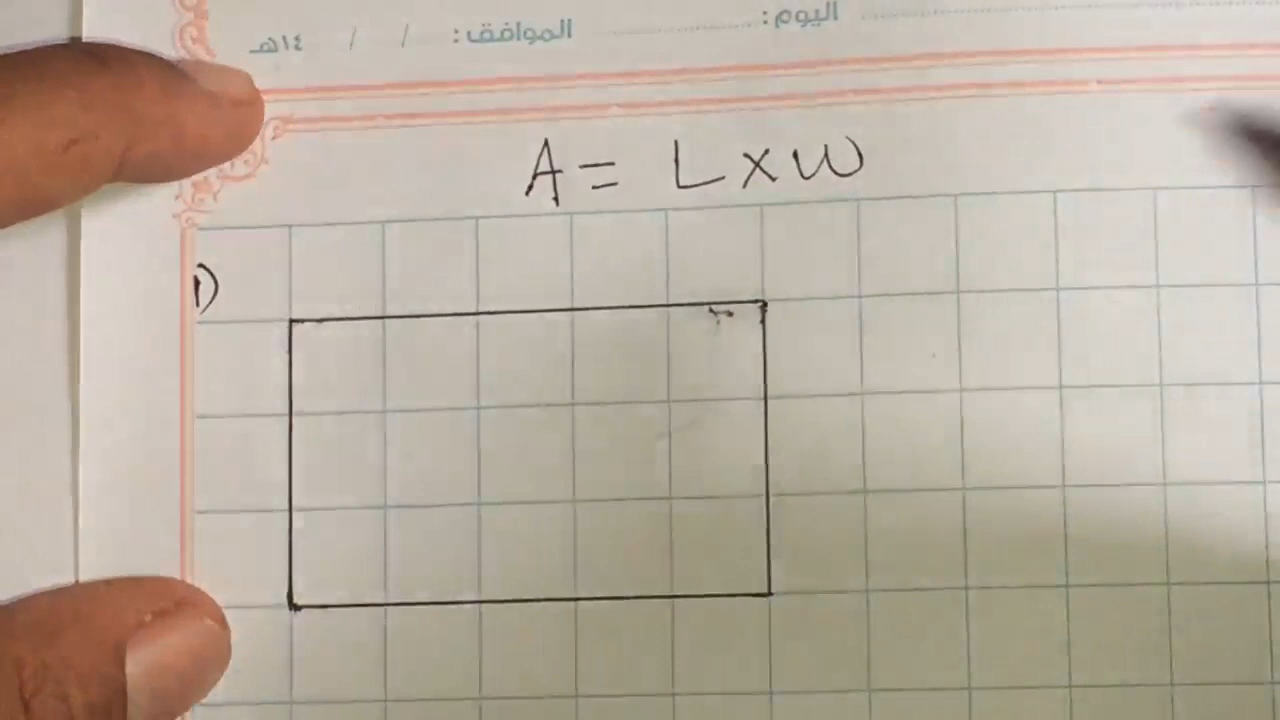 اليوم:
الموافق: / / ١٤هـ
A = L x W
1)